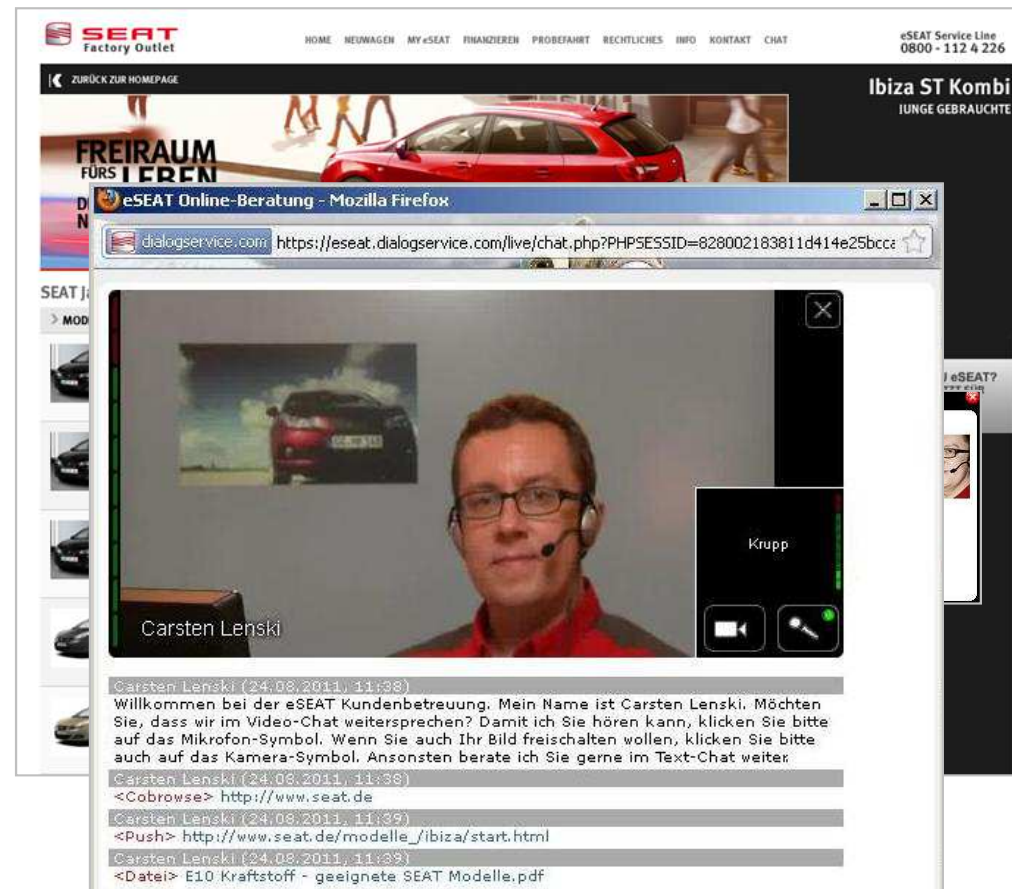 SEAT
Factory Outlet
HOME NEUWAGEN MY eSEAT FINANZIEREN PROBEFAHRT RECHTLICHES INFO KONTAKT CHAT
eSEAT Service Line
0800 - 112 4 226
ZURÜCK ZUR HOMEPAGE
Ibiza ST Kombi
JUNGE GEBRAUCHTE
FREIRAUM
FÜRS LEBEN
eSEAT Online-Beratung - Mozilla Firefox
dialogservice.com https://eseat.dialogservice.com/live/chat.php?PHPSESSID=828002183811d414e25bcca
SEAT
MOD
eSEAT?
Krupp
Carsten Lenski
Carsten Lenski (24.08.2011, 11:38)
Willkommen bei der eSEAT Kundenbetreuung. Mein Name ist Carsten Lenski. Möchten
Sie, dass wir im Video-Chat weitersprechen? Damit ich Sie hören kann, klicken Sie bitte
auf das Mikrofon-Symbol. Wenn Sie auch Ihr Bild freischalten wollen, klicken Sie bitte
auch auf das Kamera-Symbol. Ansonsten berate ich Sie gerne im Text-Chat weiter.
Carsten Lenski (24.08.2011, 11:38)
<Cobrowse> http://www.seat.de
Carsten Lenski (24.08.2011, 11:39)
<Push> http://www.seat.de/modelle_/ibiza/start.html
Carsten Lenski (24.08.2011, 11:39)
<Datei> E10 Kraftstoff - geeignete SEAT Modelle.pdf